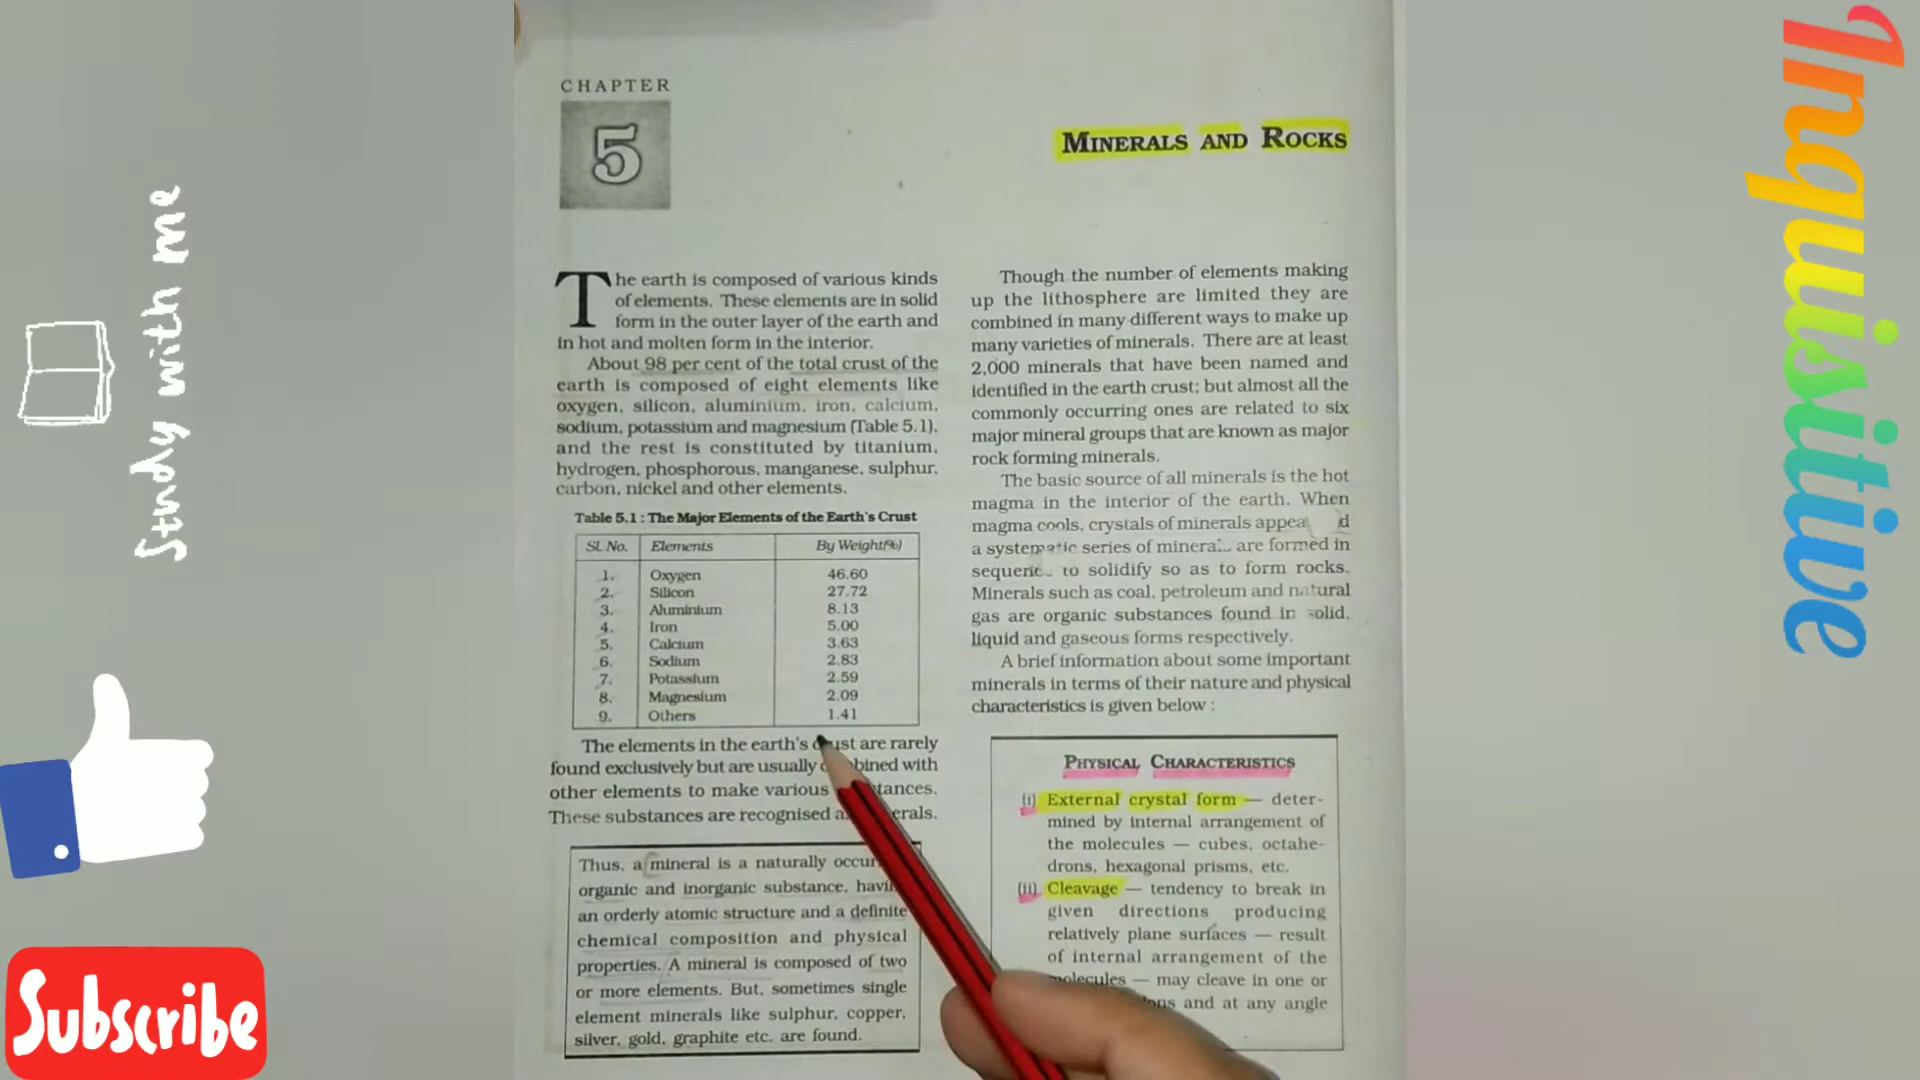 Study with me
Subscribe
CHAPTER
5
MINERALS AND ROCKS
The earth is composed of various kinds
of elements. These elements are in solid
form in the outer layer of the earth and
in hot and molten form in the interior.
About 98 per cent of the total crust of the
earth is composed of eight elements like
oxygen, silicon, aluminium, iron, calcium,
sodium, potassium and magnesium (Table 5.1),
and the rest is constituted by titanium,
hydrogen, phosphorous, manganese, sulphur,
carbon, nickel and other elements.
Table 5.1 : The Major Elements of the Earth's Crust
Sl. No. Elements By Weight(%)
1. Oxygen 46.60
2. Silicon 27.72
3. Aluminium 8.13
4. Iron 5.00
5. Calcium 3.63
6. Sodium 2.83
7. Potassium 2.59
8. Magnesium 2.09
9. Others 1.41
The elements in the earth's crust are rarely
found exclusively but are usually combined with
other elements to make various
These substances are recognised
Thus, a mineral is a naturally
organic and inorganic substance,
an orderly atomic structure and a definite
chemical composition and physical
properties. A mineral is composed of two
or more elements. But, sometimes single
element minerals like sulphur, copper,
silver, gold, graphite etc. are found.
Though the number of elements making
up the lithosphere are limited they are
combined in many different ways to make up
many varieties of minerals. There are at least
2,000 minerals that have been named and
identified in the earth crust; but almost all the
commonly occurring ones are related to six
major mineral groups that are known as major
rock forming minerals.
The basic source of all minerals is the hot
magma in the interior of the earth. When
magma cools, crystals of minerals
a systematic series of minerals are formed in
sequence to solidify so as to form rocks.
Minerals such as coal, petroleum and natural
gas are organic substances found in solid,
liquid and gaseous forms respectively.
A brief information about some important
minerals in terms of their nature and physical
characteristics is given below :
PHYSICAL CHARACTERISTICS
(i) External crystal form — deter-
mined by internal arrangement of
the molecules — cubes, octahe-
drons, hexagonal prisms, etc.
(ii) Cleavage — tendency to break in
given directions producing
relatively plane surfaces — result
of internal arrangement of the
molecules — may cleave in one or
and at any angle
Inquisitive